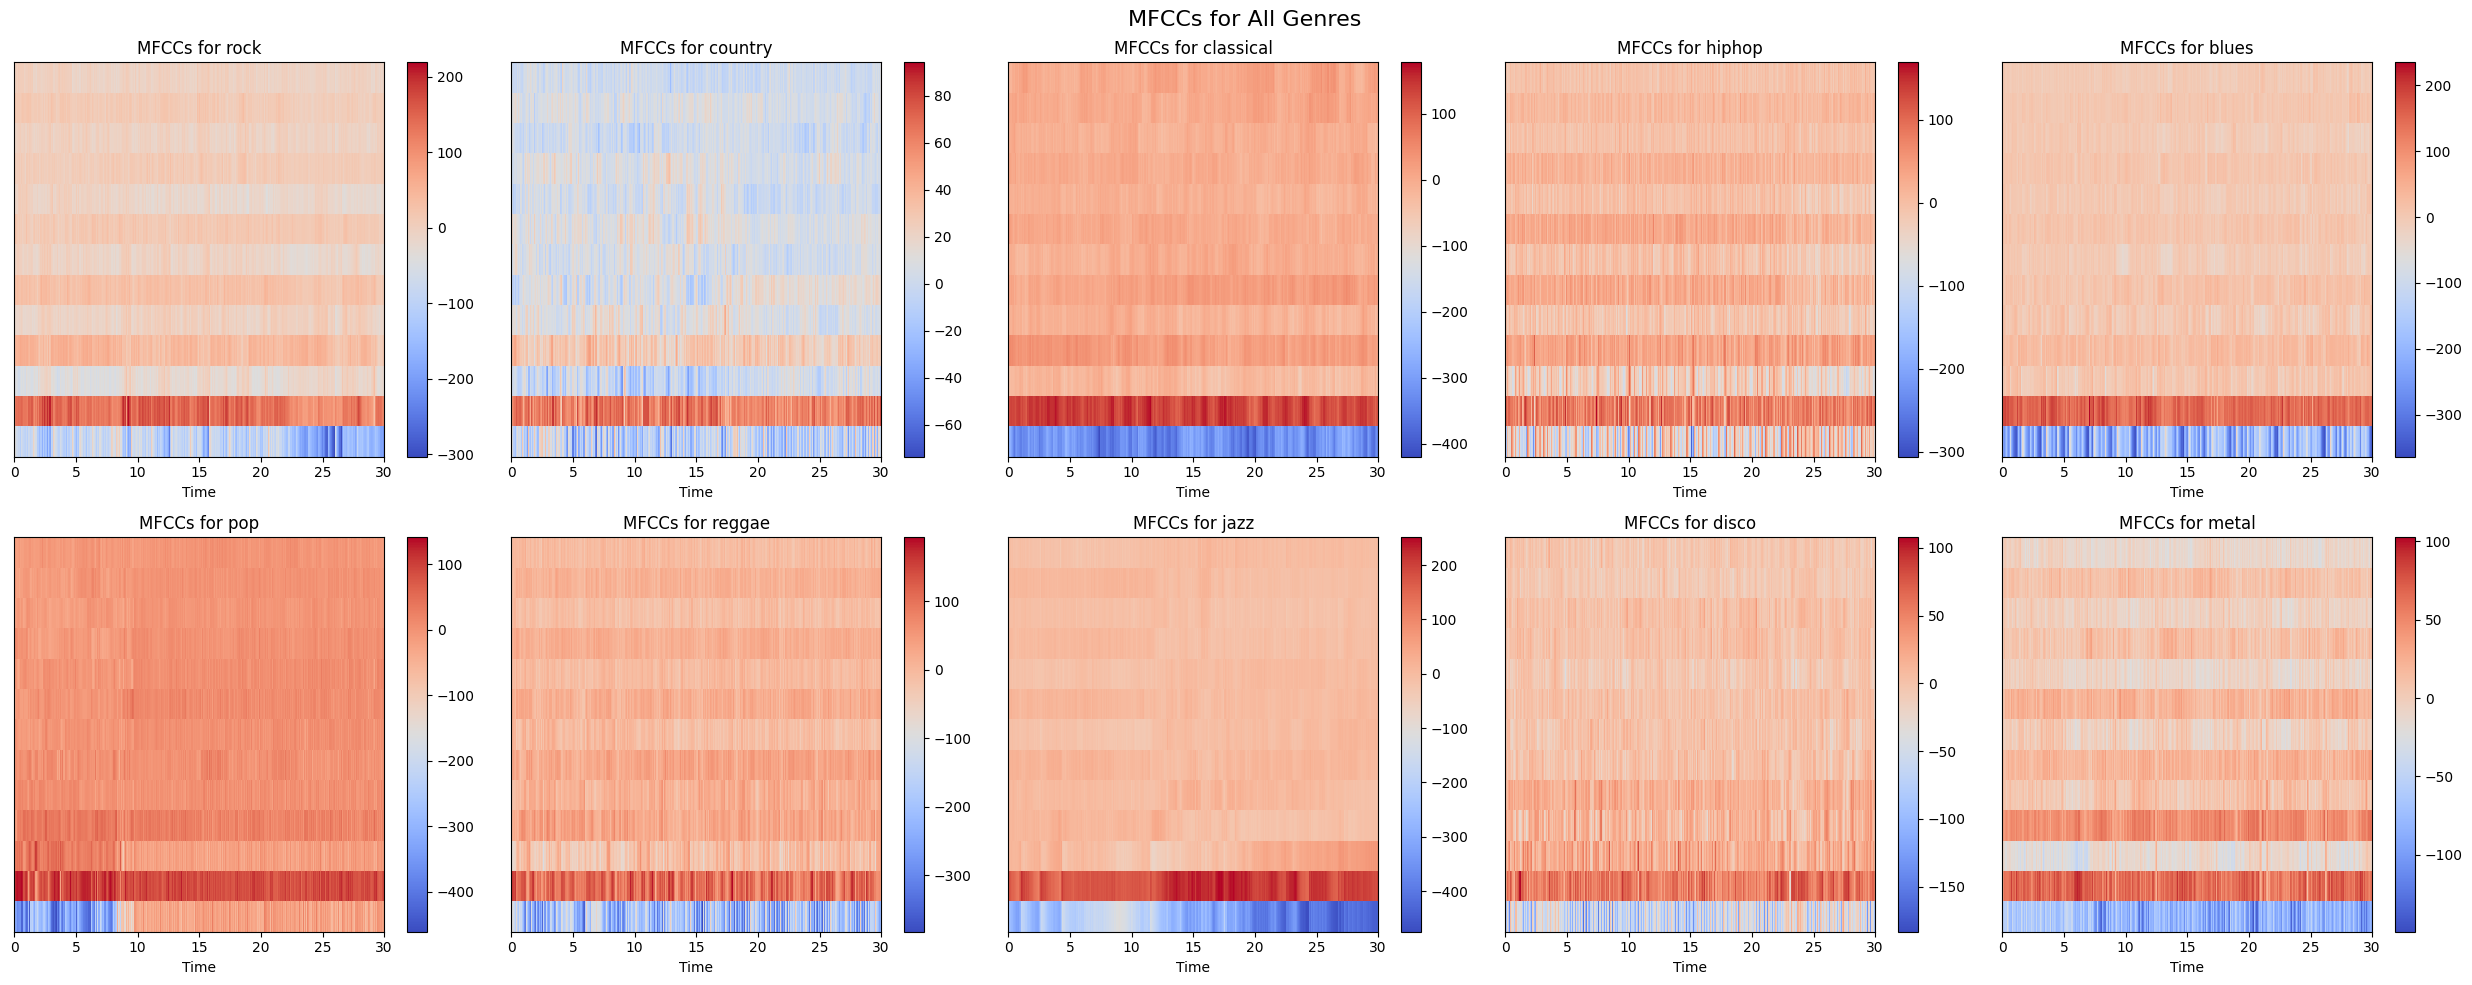 MFCCs for All Genres
MFCCs for rock
200
100
0
−100
−200
−300
0 5 10 15 20 25 30
Time
MFCCs for country
80
60
40
20
0
−20
−40
−60
0 5 10 15 20 25 30
Time
MFCCs for classical
100
0
−100
−200
−300
−400
0 5 10 15 20 25 30
Time
MFCCs for hiphop
100
0
−100
−200
−300
0 5 10 15 20 25 30
Time
MFCCs for blues
200
100
0
−100
−200
−300
0 5 10 15 20 25 30
Time
MFCCs for pop
100
0
−100
−200
−300
−400
0 5 10 15 20 25 30
Time
MFCCs for reggae
100
0
−100
−200
−300
0 5 10 15 20 25 30
Time
MFCCs for jazz
200
100
0
−100
−200
−300
−400
0 5 10 15 20 25 30
Time
MFCCs for disco
100
50
0
−50
−100
−150
0 5 10 15 20 25 30
Time
MFCCs for metal
100
50
0
−50
−100
0 5 10 15 20 25 30
Time